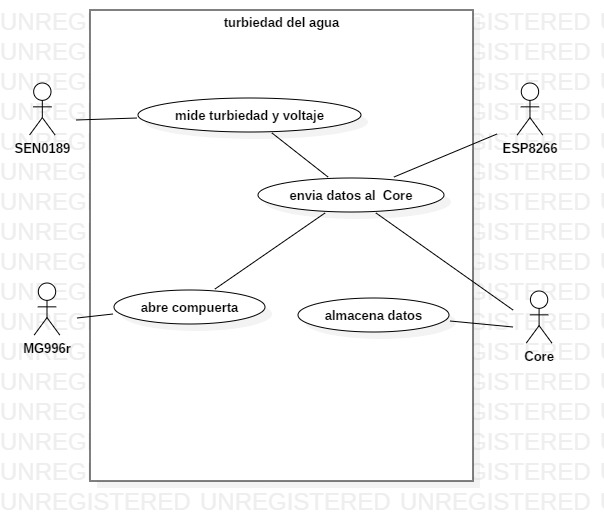 turbiedad del agua
mide turbiedad y voltaje
SEN0189
ESP8266
envia datos al  Core
abre compuerta
almacena datos
MG996r
Core
UNREGISTERED UNREGISTERED UNREGISTERED